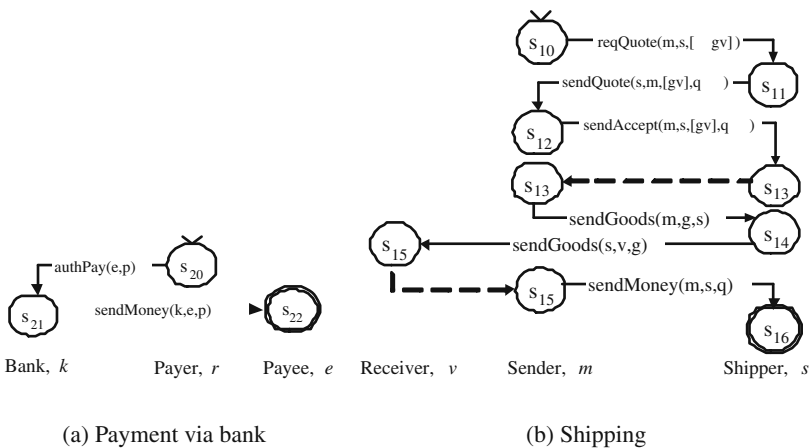 s10
reqQuote(m,s,[ gv])
s11
sendQuote(s,m,[gv],q )
s12
sendAccept(m,s,[gv],q )
s13
s13
sendGoods(m,g,s)
s14
s15
sendGoods(s,v,g)
s20
authPay(e,p)
s21
sendMoney(k,e,p)
s22
s15
sendMoney(m,s,q)
s16
Bank, k
Payer, r
Payee, e
Receiver, v
Sender, m
Shipper, s
(a) Payment via bank
(b) Shipping